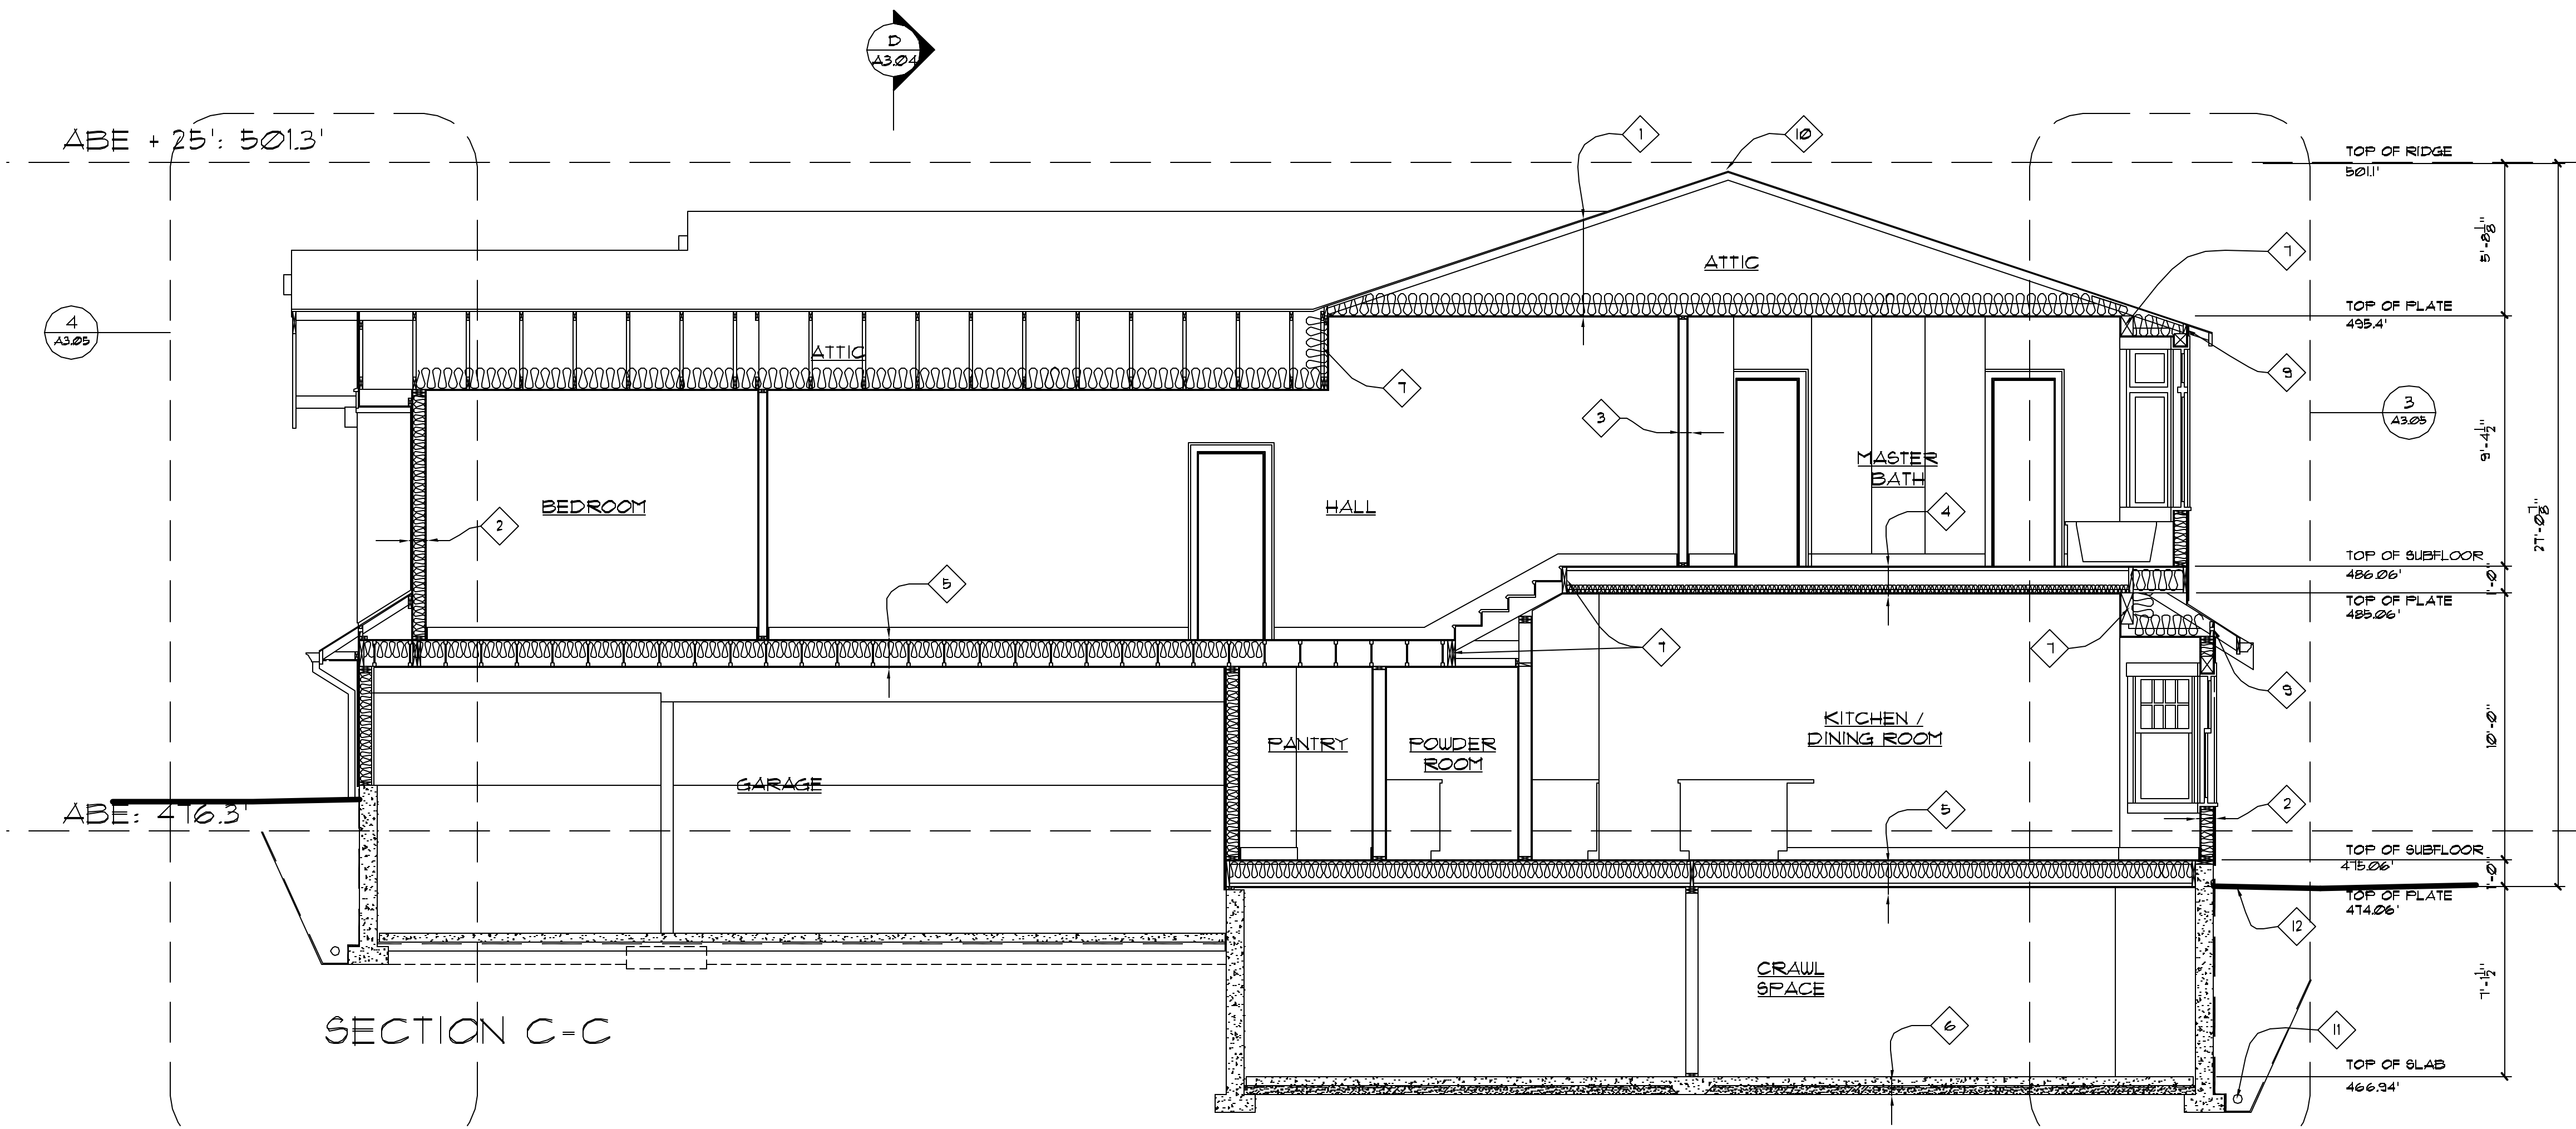 D
A3.04
ABE + 25': 501.3'
1
10
TOP OF RIDGE
501.1'
5'-8 1/8"
7
ATTIC
TOP OF PLATE
495.4'
4
A3.05
ATTIC
7
9
3
3
A3.05
9'-4 1/2"
MASTER
BATH
BEDROOM
HALL
2
4
27'-0 7/8"
TOP OF SUBFLOOR
486.06'
1'-0"
5
TOP OF PLATE
485.06'
7
7
9
KITCHEN /
DINING ROOM
10'-0"
PANTRY
POWDER
ROOM
GARAGE
ABE: 476.3'
5
2
TOP OF SUBFLOOR
475.06'
1'-0"
TOP OF PLATE
474.06'
12
CRAWL
SPACE
7'-1 1/2"
SECTION C-C
6
11
TOP OF SLAB
466.94'